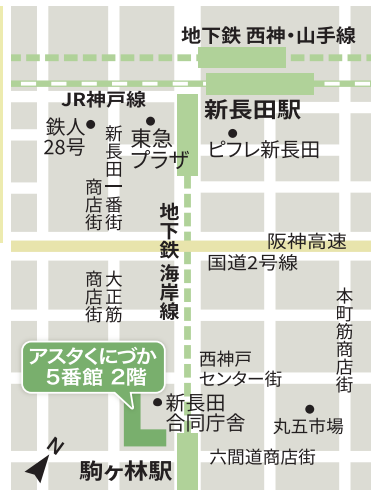 地下鉄 西神・山手線
JR神戸線
新長田駅
鉄人
28号
東急
プラザ
ピフレ新長田
新長田一番街
商店街
地下鉄 海岸線
阪神高速
国道2号線
大正筋
商店街
本町筋商店街
アスタくにづか
5番館 2階
西神戸
センター街
新長田
合同庁舎
丸五市場
六間道商店街
N
駒ヶ林駅